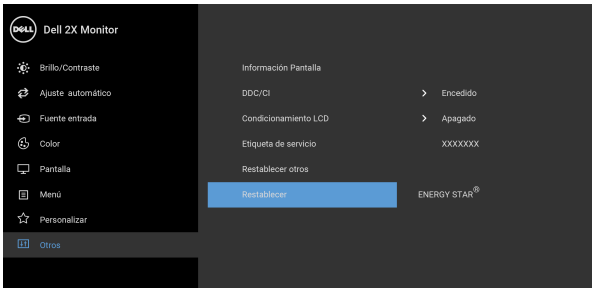 DELL Dell 2X Monitor
Brillo/Contraste
Ajuste automático
Fuente entrada
Color
Pantalla
Menú
Personalizar
Otros
Información Pantalla
DDC/CI > Encedido
Condicionamiento LCD > Apagado
Etiqueta de servicio XXXXXXX
Restablecer otros
Restablecer ENERGY STAR®